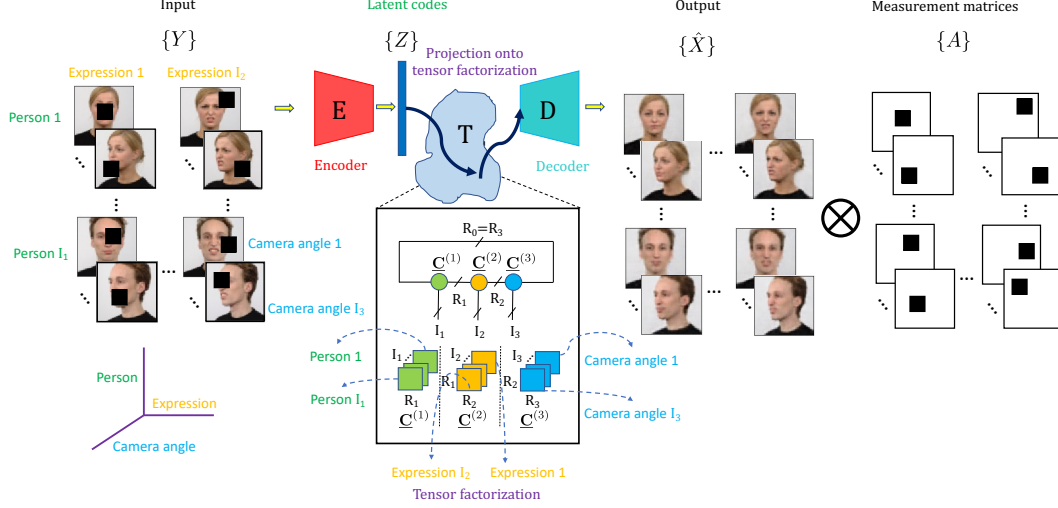 Input
Latent codes
Output
Measurement matrices
{Y}
{Z}
{X̂}
{A}
Projection onto
tensor factorization
Expression 1
Expression I₂
Person 1
E
T
D
Encoder
Decoder
...
...
...
...
Person I₁
Camera angle 1
...
...
...
...
Camera angle I₃
...
...
...
...
...
...
...
...
...
...
...
R₀=R₃
C⁽¹⁾
C⁽²⁾
C⁽³⁾
R₁
R₂
I₁
I₂
I₃
Person 1
I₁
I₂
I₃
Camera angle 1
R₁
R₂
Person I₁
R₁
R₂
R₃
C⁽¹⁾
C⁽²⁾
C⁽³⁾
Camera angle I₃
Person
Expression
Camera angle
Expression I₂
Expression 1
Tensor factorization